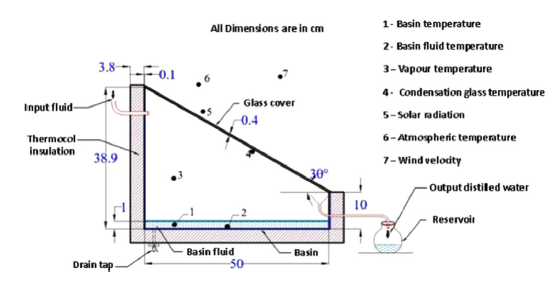 All Dimensions are in cm
1 - Basin temperature
2 - Basin fluid temperature
3 – Vapour temperature
4 - Condensation glass temperature
5 – Solar radiation
6 – Atmospheric temperature
7 – Wind velocity
3.8
0.1
6
7
Input fluid
Glass cover
5
0.4
Thermocol
insulation
38.9
4
3
30°
Output distilled water
10
Reservoir
1
1
2
Basin fluid
Basin
Drain tap
50